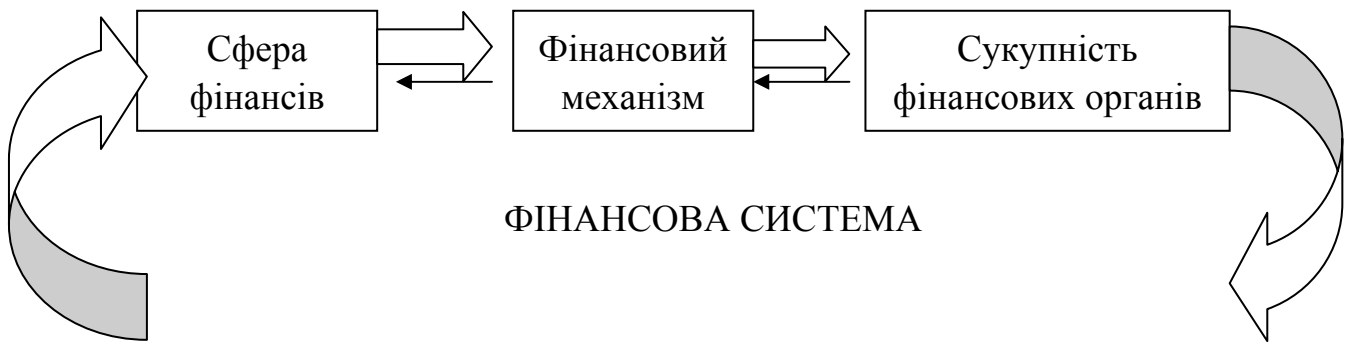 Сфера
фінансів
Фінансовий
механізм
Сукупність
фінансових органів
ФІНАНСОВА СИСТЕМА